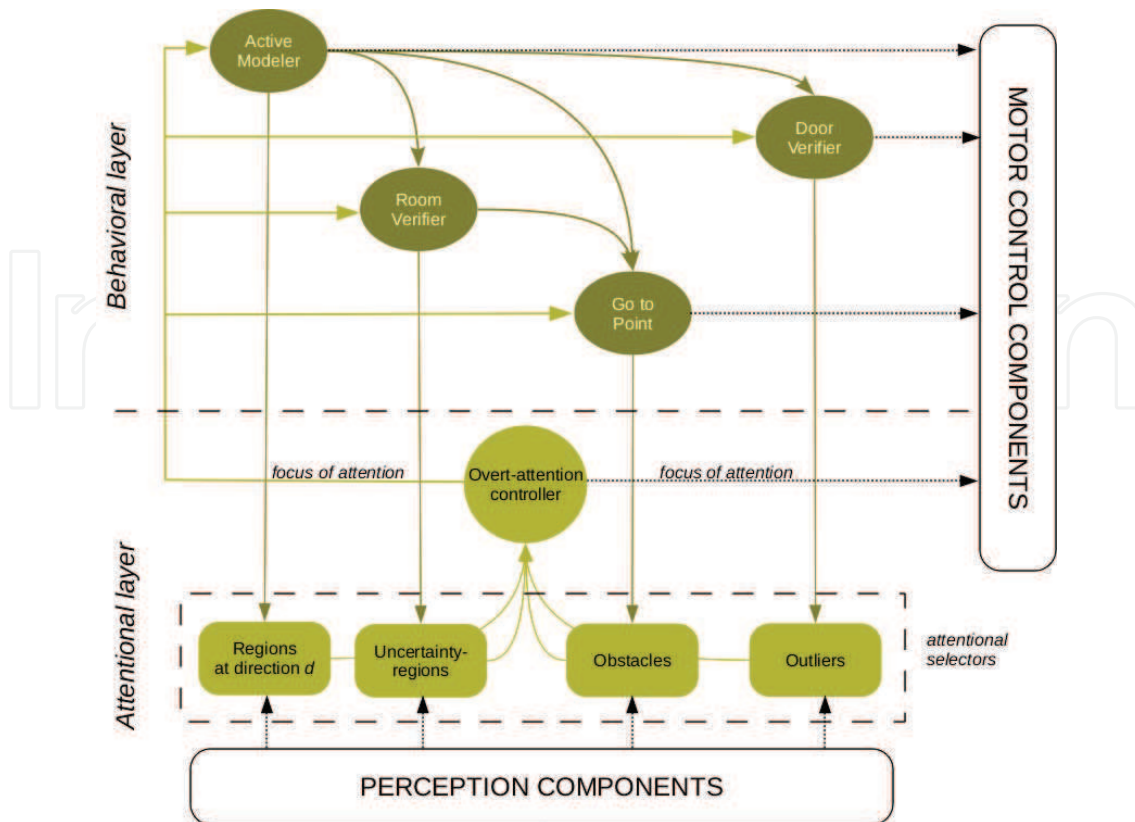 Active
Modeler
Door
Verifier
Room
Verifier
Go to
Point
Behavioral layer
MOTOR CONTROL COMPONENTS
focus of attention
Overt-attention
controller
focus of attention
Attentional layer
Regions
at direction d
Uncertainty-
regions
Obstacles
Outliers
attentional
selectors
PERCEPTION COMPONENTS